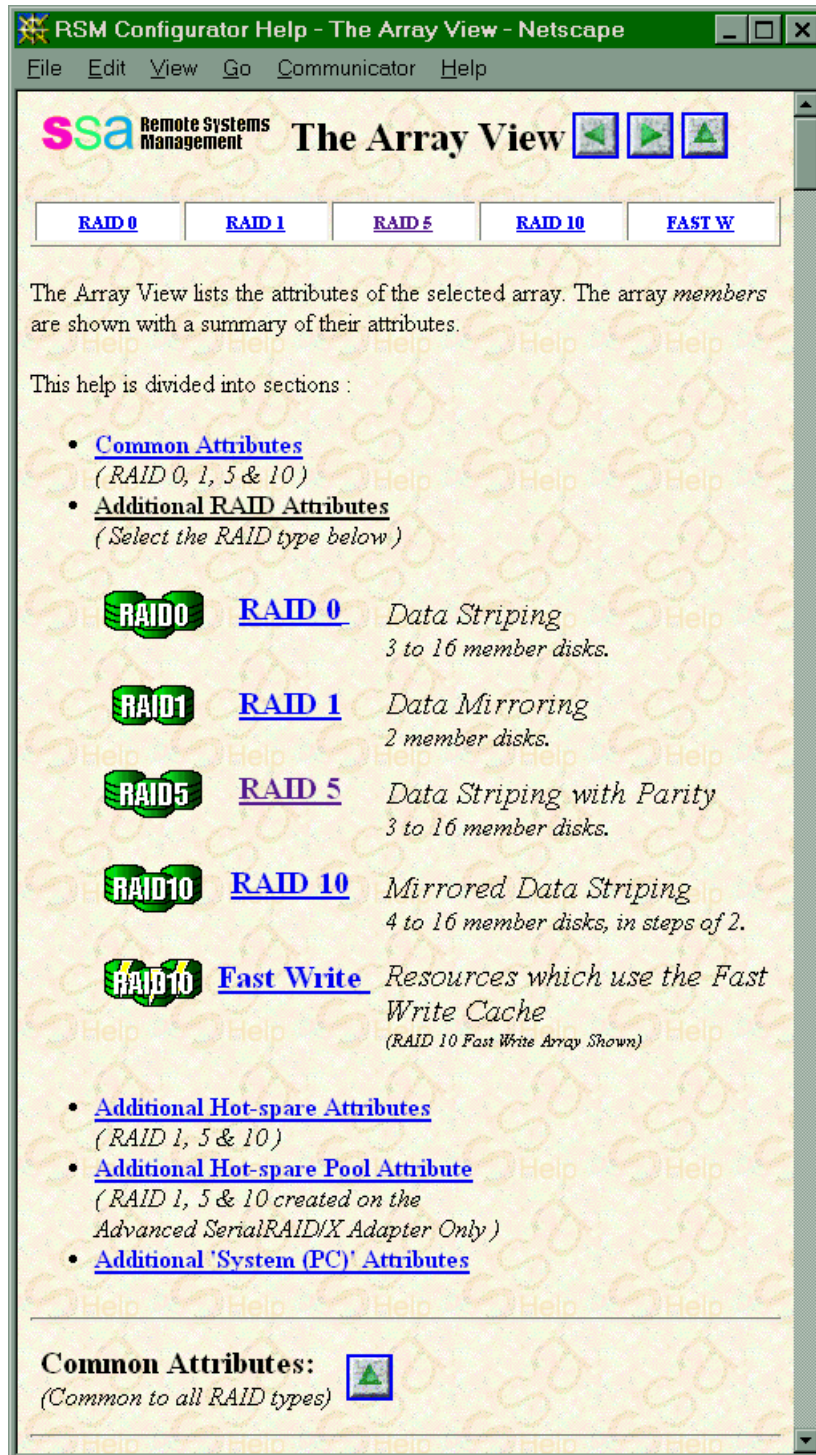 RSM Configurator Help - The Array View - Netscape
File Edit View Go Communicator Help
ssa Remote Systems Management The Array View
RAID 0 RAID 1 RAID 5 RAID 10 FAST W
The Array View lists the attributes of the selected array. The array members
are shown with a summary of their attributes.
This help is divided into sections :
• Common Attributes
( RAID 0, 1, 5 & 10 )
• Additional RAID Attributes
( Select the RAID type below )
RAID0 RAID 0 Data Striping
3 to 16 member disks.
RAID1 RAID 1 Data Mirroring
2 member disks.
RAID5 RAID 5 Data Striping with Parity
3 to 16 member disks.
RAID10 RAID 10 Mirrored Data Striping
4 to 16 member disks, in steps of 2.
RAID10 Fast Write Resources which use the Fast
Write Cache
(RAID 10 Fast Write Array Shown)
• Additional Hot-spare Attributes
( RAID 1, 5 & 10 )
• Additional Hot-spare Pool Attribute
( RAID 1, 5 & 10 created on the
Advanced SerialRAID/X Adapter Only )
• Additional 'System (PC)' Attributes
Common Attributes:
(Common to all RAID types)